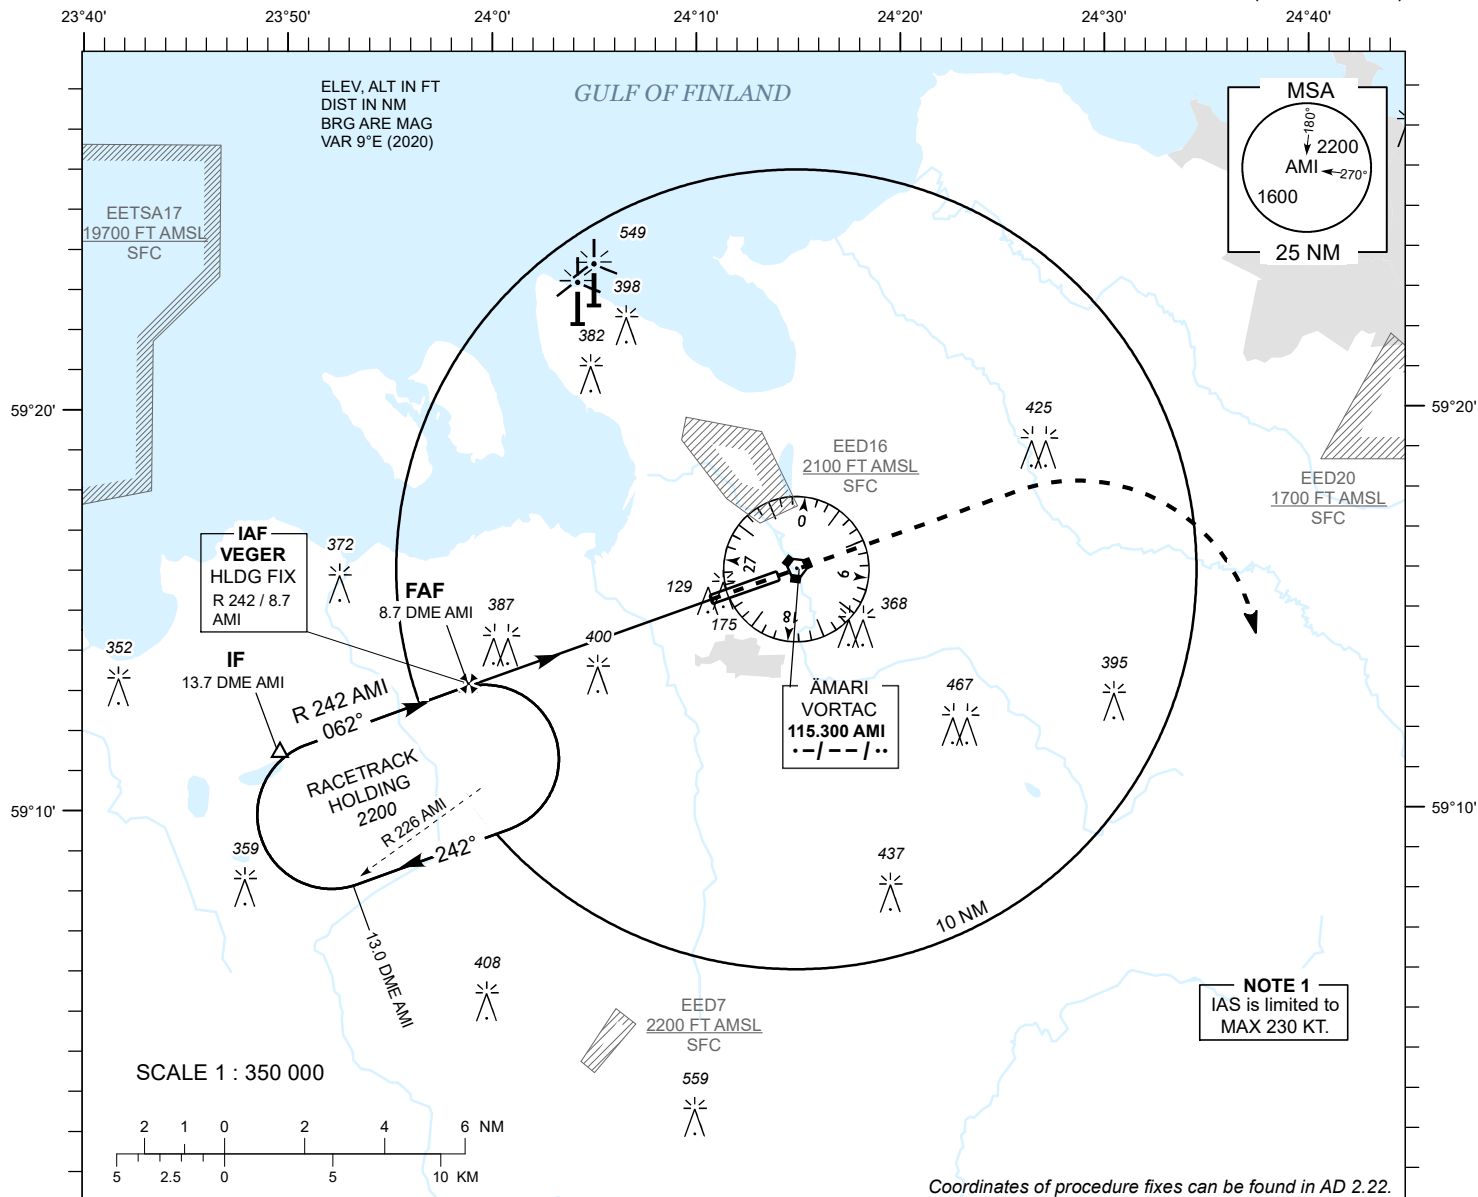 23°40'
23°50'
24°0'
24°10'
24°20'
24°30'
24°40'
ELEV, ALT IN FT
DIST IN NM
BRG ARE MAG
VAR 9°E (2020)
GULF OF FINLAND
MSA
180°
2200
AMI
270°
1600
25 NM
EETSA17
19700 FT AMSL
SFC
549
398
382
59°20'
59°20'
425
EED16
2100 FT AMSL
SFC
EED20
1700 FT AMSL
SFC
IAF
VEGER
HLDG FIX
R 242 / 8.7
AMI
372
FAF
8.7 DME AMI
387
400
129
175
0
27
9
18
368
352
IF
13.7 DME AMI
R 242 AMI
062°
ÄMARI
VORTAC
115.300 AMI
467
395
RACETRACK
HOLDING
2200
R 226 AMI
242°
59°10'
59°10'
359
437
10 NM
13.0 DME AMI
408
EED7
2200 FT AMSL
SFC
NOTE 1
IAS is limited to
MAX 230 KT.
559
SCALE 1 : 350 000
2 1 0 2 4 6 NM
5 2.5 0 5 10 KM
Coordinates of procedure fixes can be found in AD 2.22.